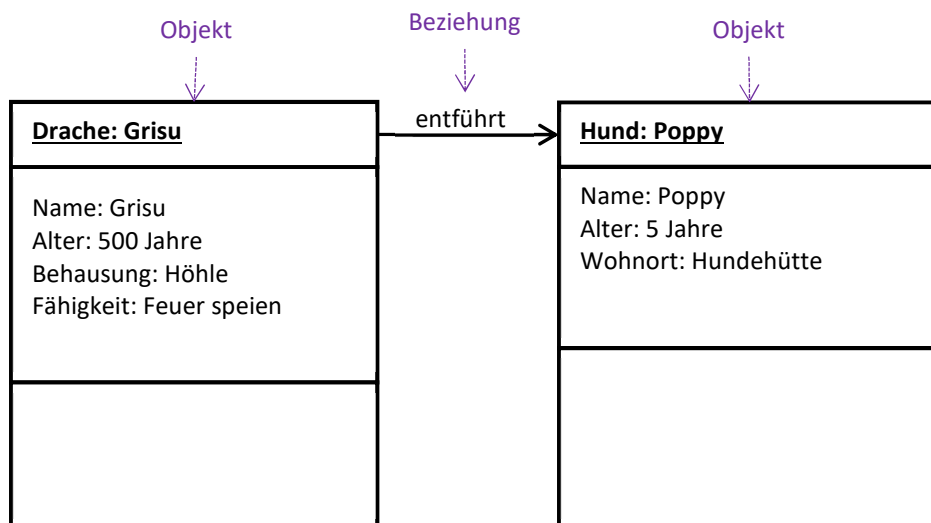 Objekt
Beziehung
Objekt
Drache: Grisu
entführt
Hund: Poppy
Name: Grisu
Alter: 500 Jahre
Behausung: Höhle
Fähigkeit: Feuer speien
Name: Poppy
Alter: 5 Jahre
Wohnort: Hundehütte